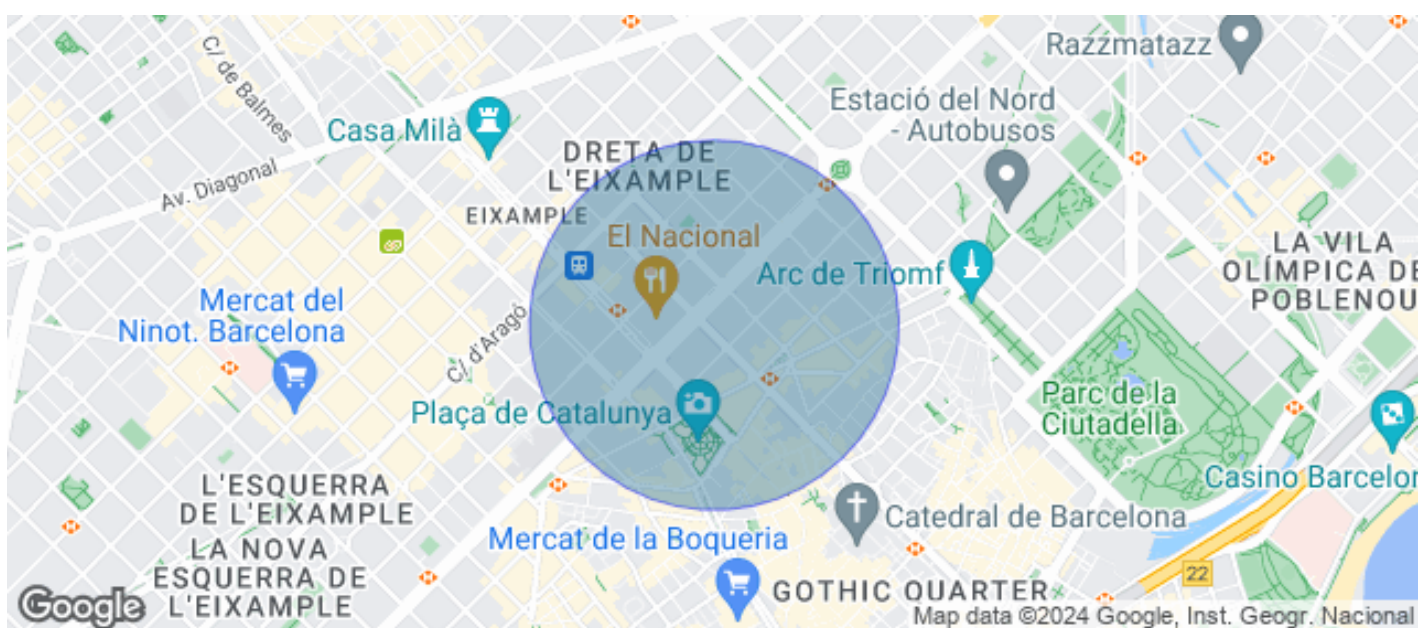 Razzmatazz
C/ de Balmes
Estació del Nord
- Autobusos
Casa Milà
DRETA DE
L'EIXAMPLE
Av. Diagonal
EIXAMPLE
El Nacional
LA VILA
OLÍMPICA DE
POBLENOU
Arc de Triomf
Mercat del
Ninot. Barcelona
C/ d'Aragó
Plaça de Catalunya
Parc de la
Ciutadella
Casino Barcelor
L'ESQUERRA
DE L'EIXAMPLE
Catedral de Barcelona
Mercat de la Boqueria
LA NOVA
ESQUERRA DE
L'EIXAMPLE
22
GOTHIC QUARTER
Google
Map data ©2024 Google, Inst. Geogr. Nacional